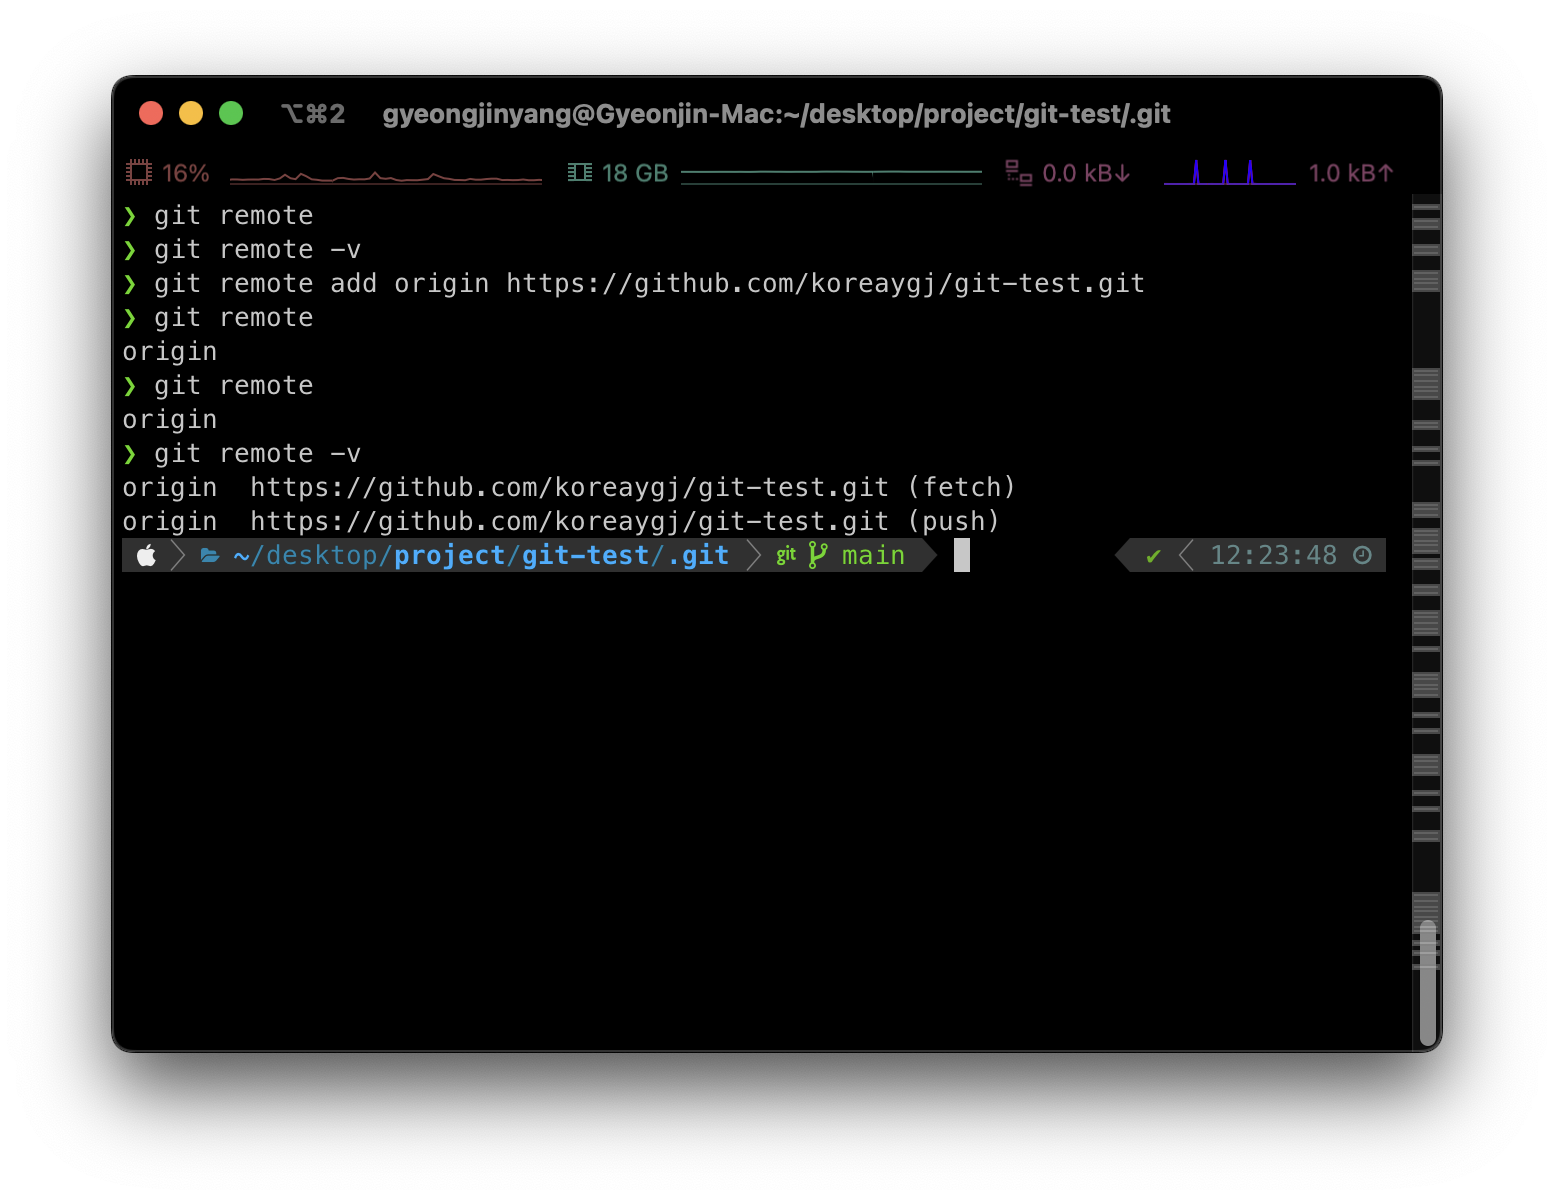 ⌥⌘2 gyeongjinyang@Gyeonjin-Mac:~/desktop/project/git-test/.git
16% 18 GB 0.0 kB↓ 1.0 kB↑
❯ git remote
❯ git remote -v
❯ git remote add origin https://github.com/koreaygj/git-test.git
❯ git remote
origin
❯ git remote
origin
❯ git remote -v
origin  https://github.com/koreaygj/git-test.git (fetch)
origin  https://github.com/koreaygj/git-test.git (push)
~/desktop/project/git-test/.git git main ✔ 12:23:48